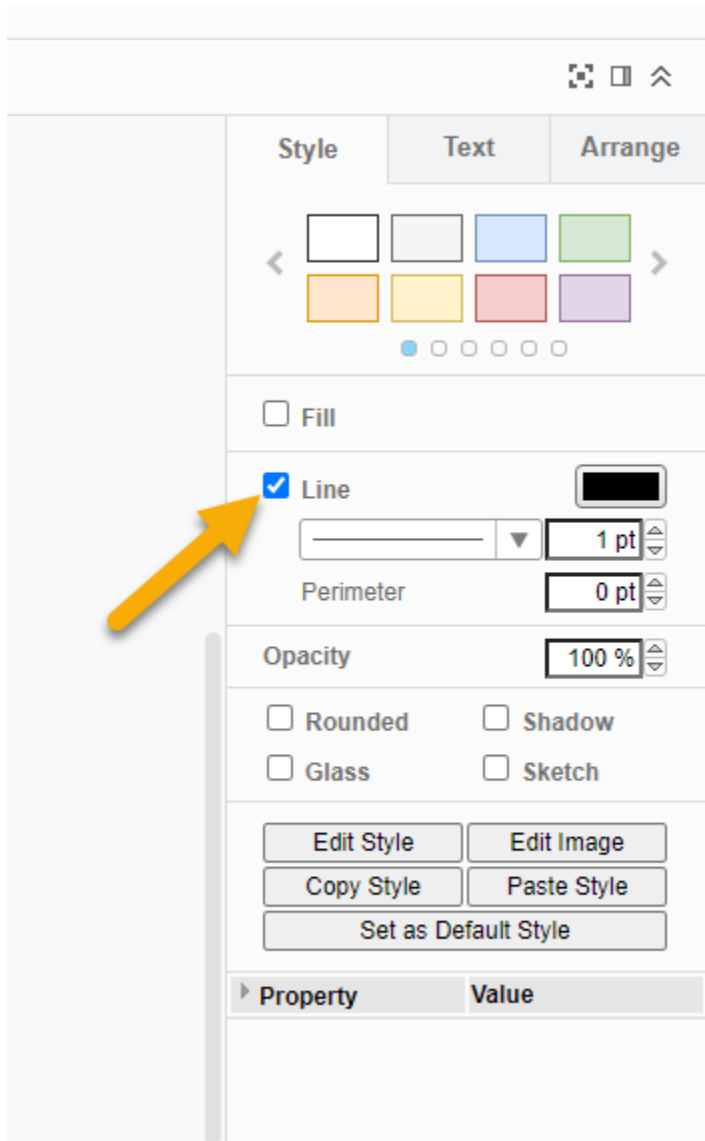 Style Text Arrange
Fill
Line
1 pt
Perimeter 0 pt
Opacity 100 %
Rounded Shadow
Glass Sketch
Edit Style Edit Image
Copy Style Paste Style
Set as Default Style
Property Value